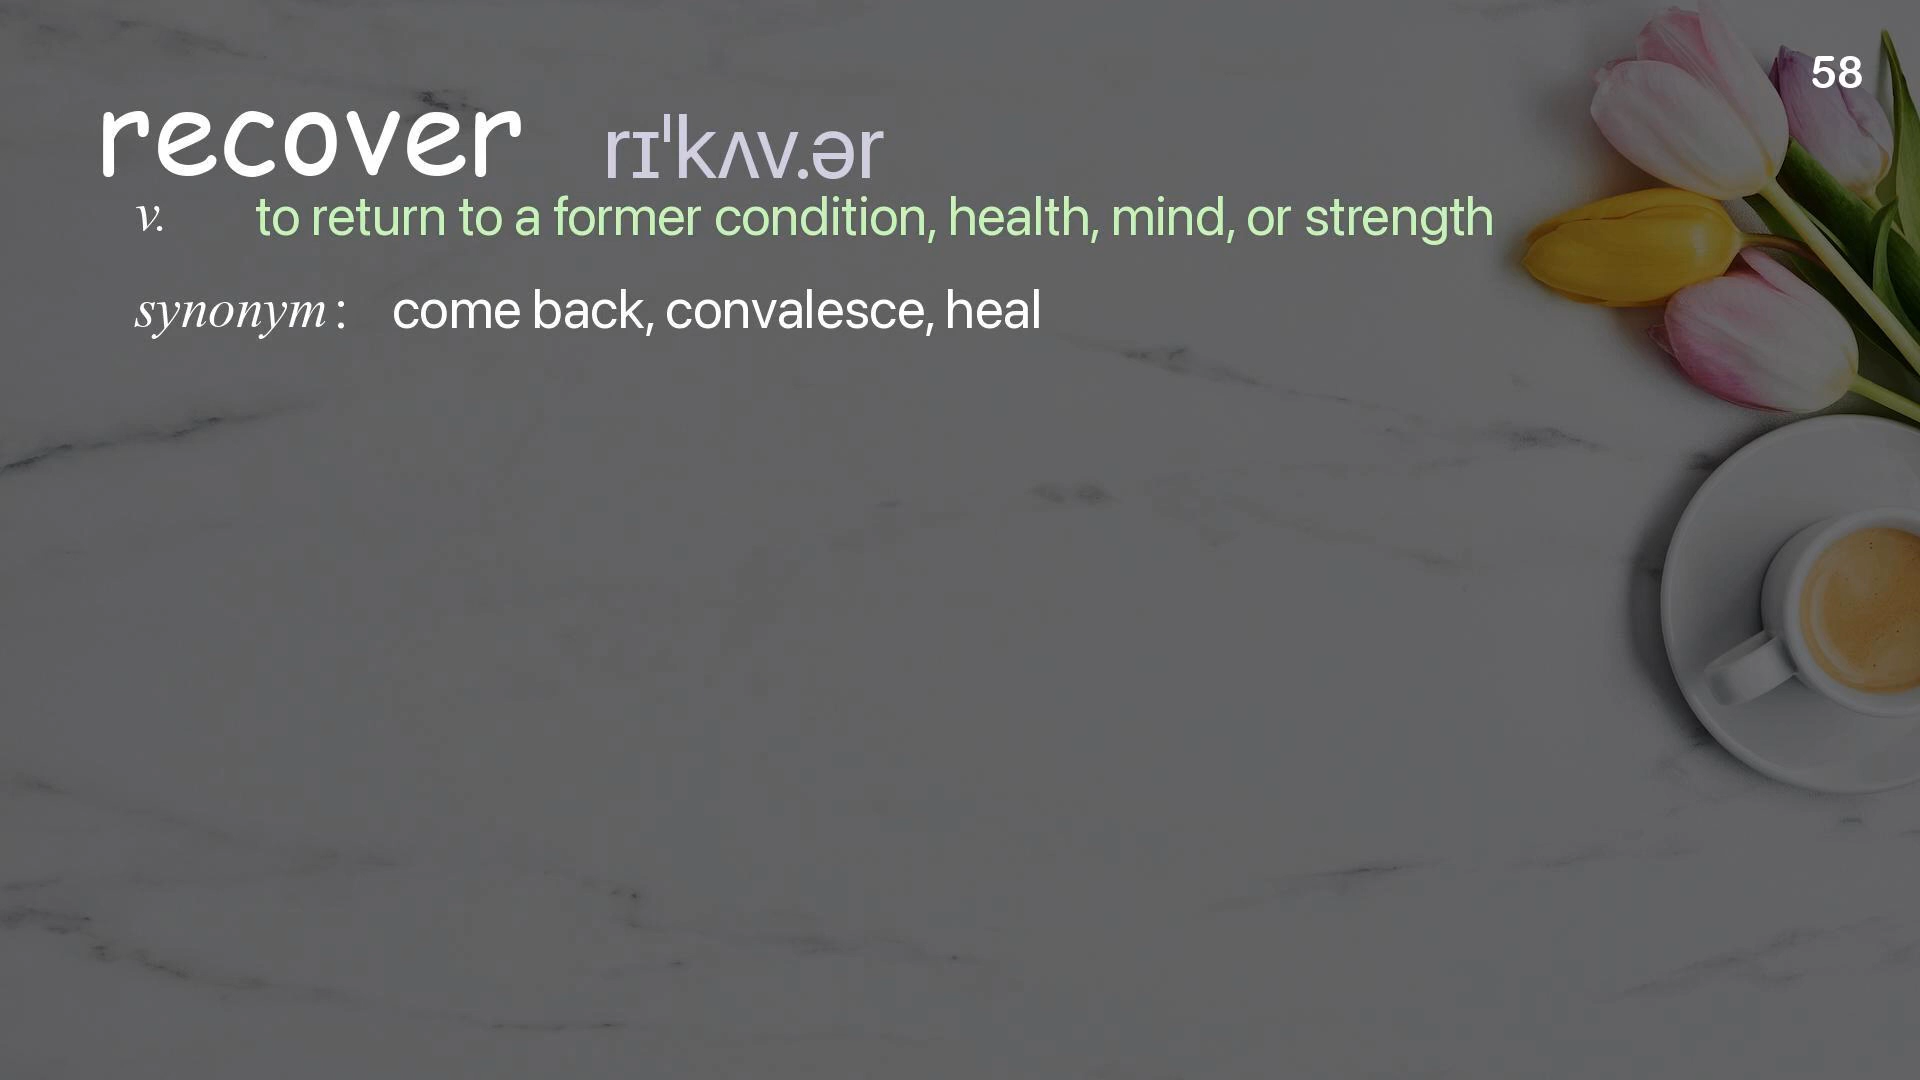 58
recover rɪˈkʌv.ər
v. to return to a former condition, health, mind, or strength
synonym: come back, convalesce, heal